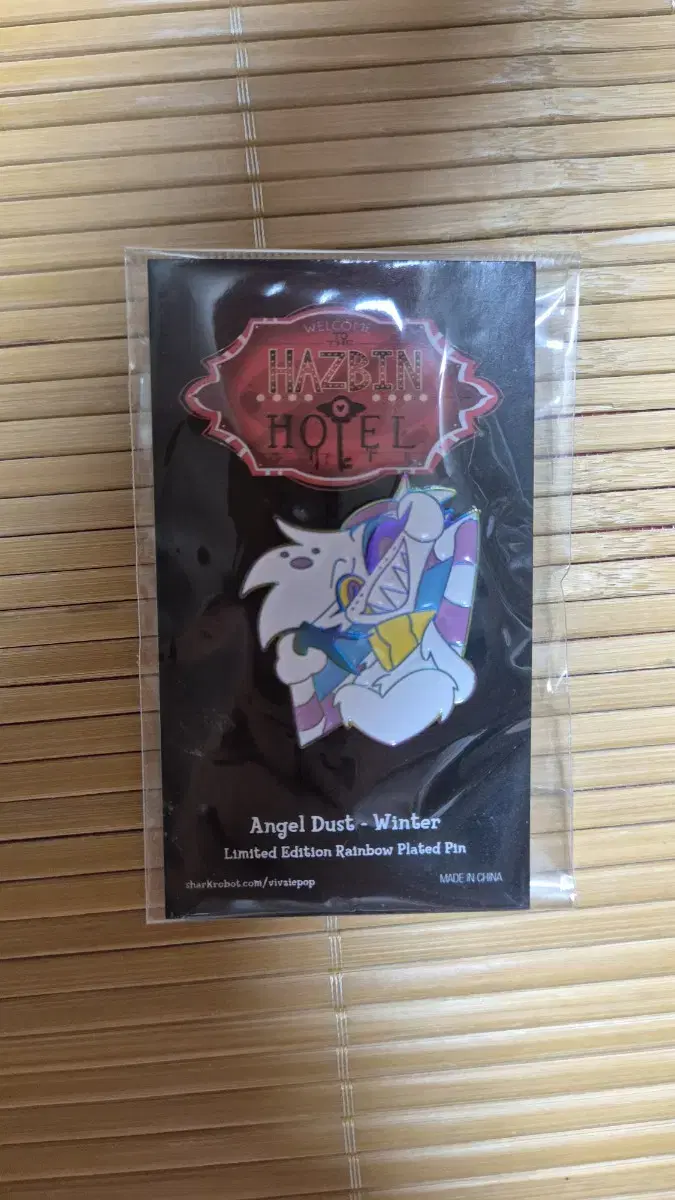 WELCOME
TO THE
HAZBIN
HOTEL
Angel Dust - Winter
Limited Edition Rainbow Plated Pin
sharkrobot.com/vivziepop
MADE IN CHINA